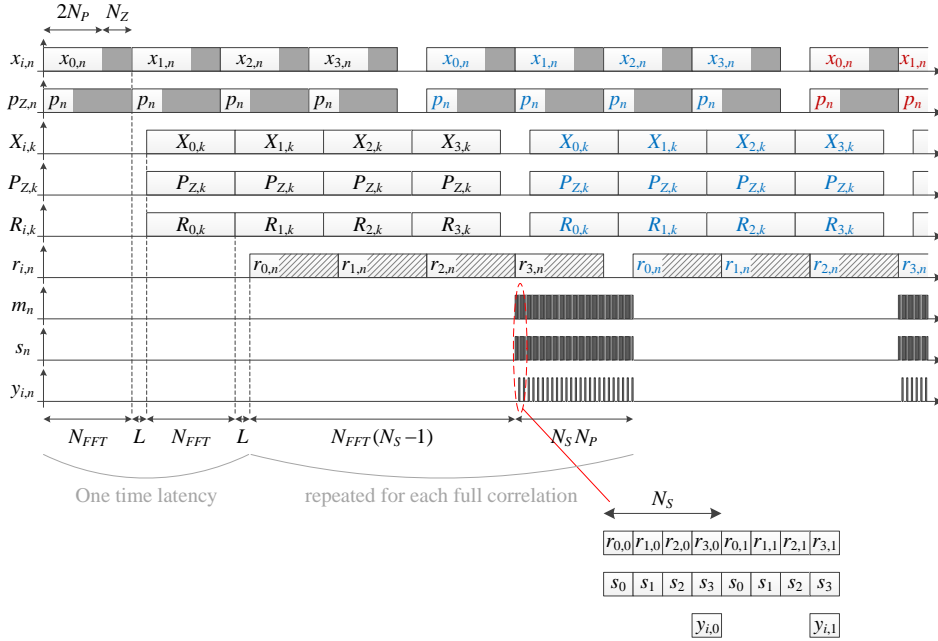 2N_P N_Z
x_{i,n} x_{0,n} x_{1,n} x_{2,n} x_{3,n} x_{0,n} x_{1,n} x_{2,n} x_{3,n} x_{0,n} x_{1,n}
p_{Z,n} p_n p_n p_n p_n p_n p_n p_n p_n p_n p_n
X_{i,k} X_{0,k} X_{1,k} X_{2,k} X_{3,k} X_{0,k} X_{1,k} X_{2,k} X_{3,k}
P_{Z,k} P_{Z,k} P_{Z,k} P_{Z,k} P_{Z,k} P_{Z,k} P_{Z,k} P_{Z,k} P_{Z,k}
R_{i,k} R_{0,k} R_{1,k} R_{2,k} R_{3,k} R_{0,k} R_{1,k} R_{2,k} R_{3,k}
r_{i,n} r_{0,n} r_{1,n} r_{2,n} r_{3,n} r_{0,n} r_{1,n} r_{2,n} r_{3,n}
m_n
s_n
y_{i,n}
N_{FFT} L N_{FFT} L N_{FFT}(N_S−1) N_S N_P
One time latency repeated for each full correlation
N_S
r_{0,0} r_{1,0} r_{2,0} r_{3,0} r_{0,1} r_{1,1} r_{2,1} r_{3,1}
s_0 s_1 s_2 s_3 s_0 s_1 s_2 s_3
y_{i,0} y_{i,1}